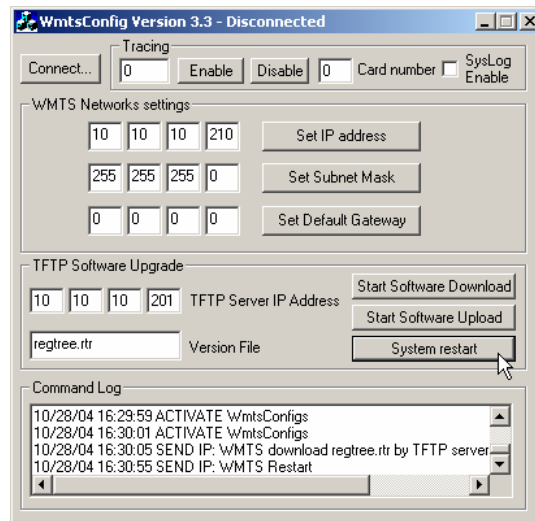 WmtsConfig Version 3.3 - Disconnected
Tracing
Connect... 0 Enable Disable 0 Card number SysLog Enable
WMTS Networks settings
10 10 10 210 Set IP address
255 255 255 0 Set Subnet Mask
0 0 0 0 Set Default Gateway
TFTP Software Upgrade
Start Software Download
10 10 10 201 TFTP Server IP Address
Start Software Upload
regtree.rtr Version File System restart
Command Log
10/28/04 16:29:59 ACTIVATE WmtsConfigs
10/28/04 16:30:01 ACTIVATE WmtsConfigs
10/28/04 16:30:05 SEND IP: WMTS download regtree.rtr by TFTP server
10/28/04 16:30:55 SEND IP: WMTS Restart